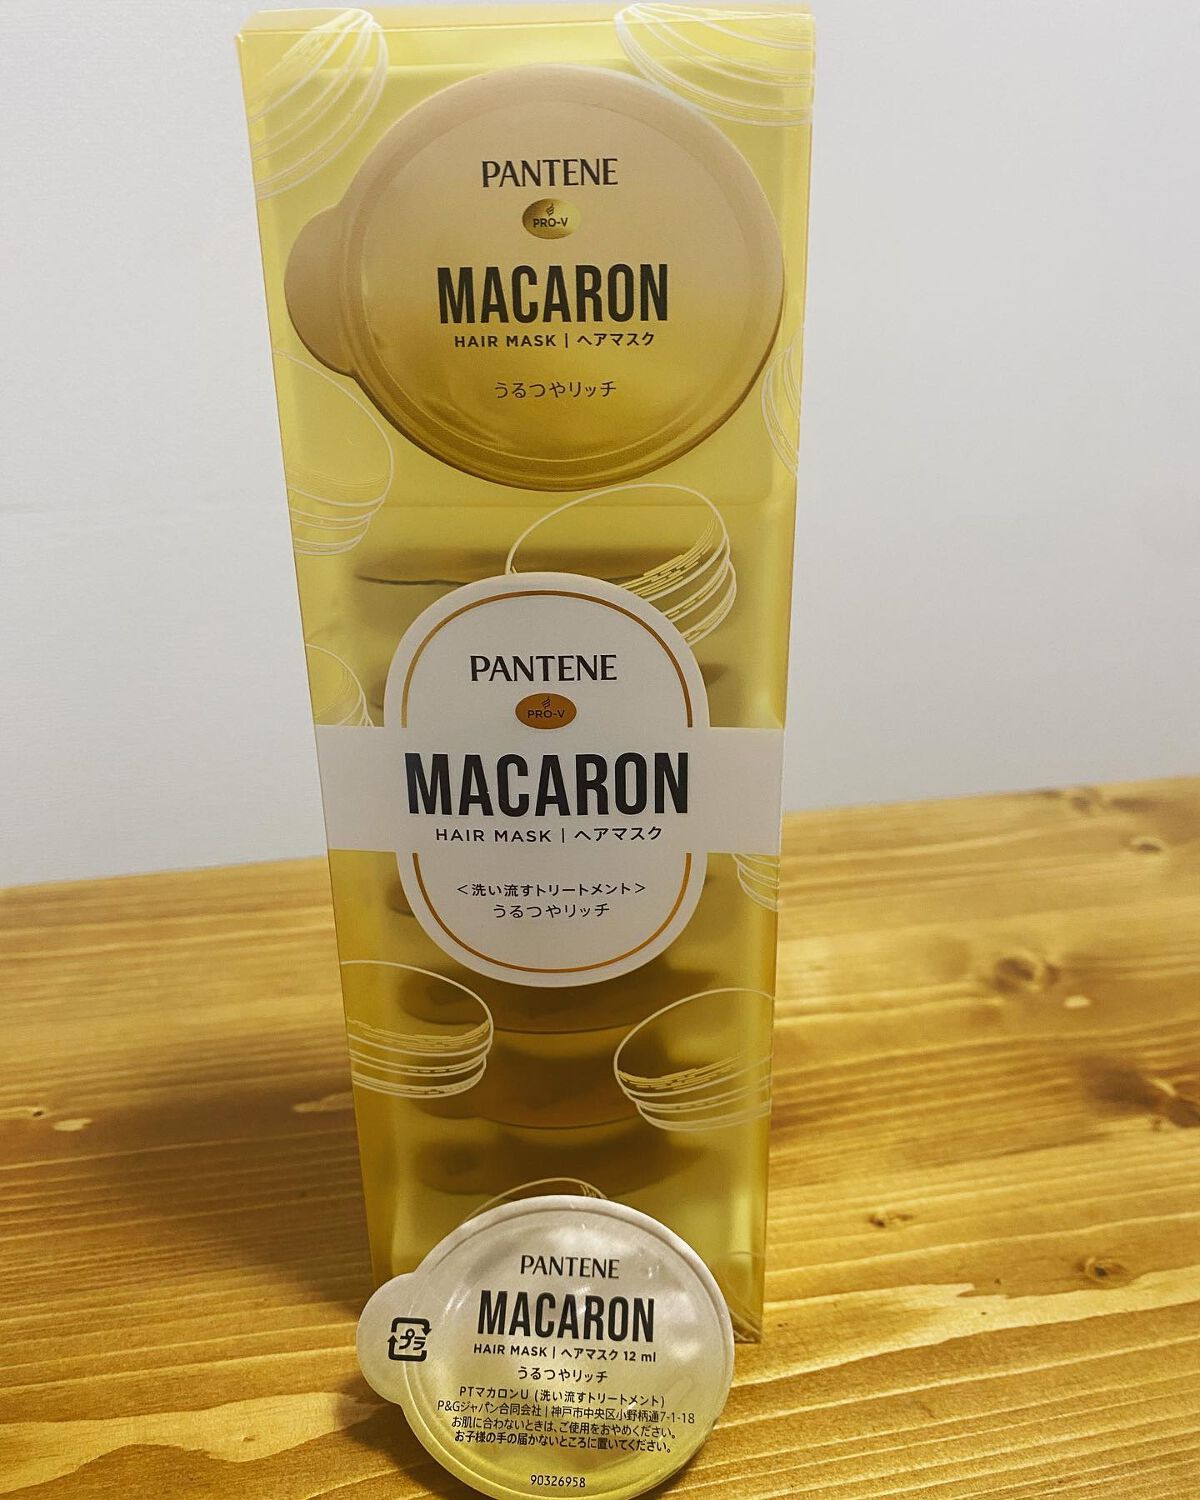 PANTENE
PRO-V
MACARON
HAIR MASK | ヘアマスク
うるつやリッチ
PANTENE
PRO-V
MACARON
HAIR MASK | ヘアマスク
＜洗い流すトリートメント＞
うるつやリッチ
PANTENE
MACARON
HAIR MASK | ヘアマスク 12 ml
プラ
うるつやリッチ
PTマカロンU (洗い流すトリートメント)
P&Gジャパン合同会社 | 神戸市中央区小野柄通7-1-18
お肌に合わないときは、ご使用をおやめください。
お子様の手の届かないところに置いてください。
90326958